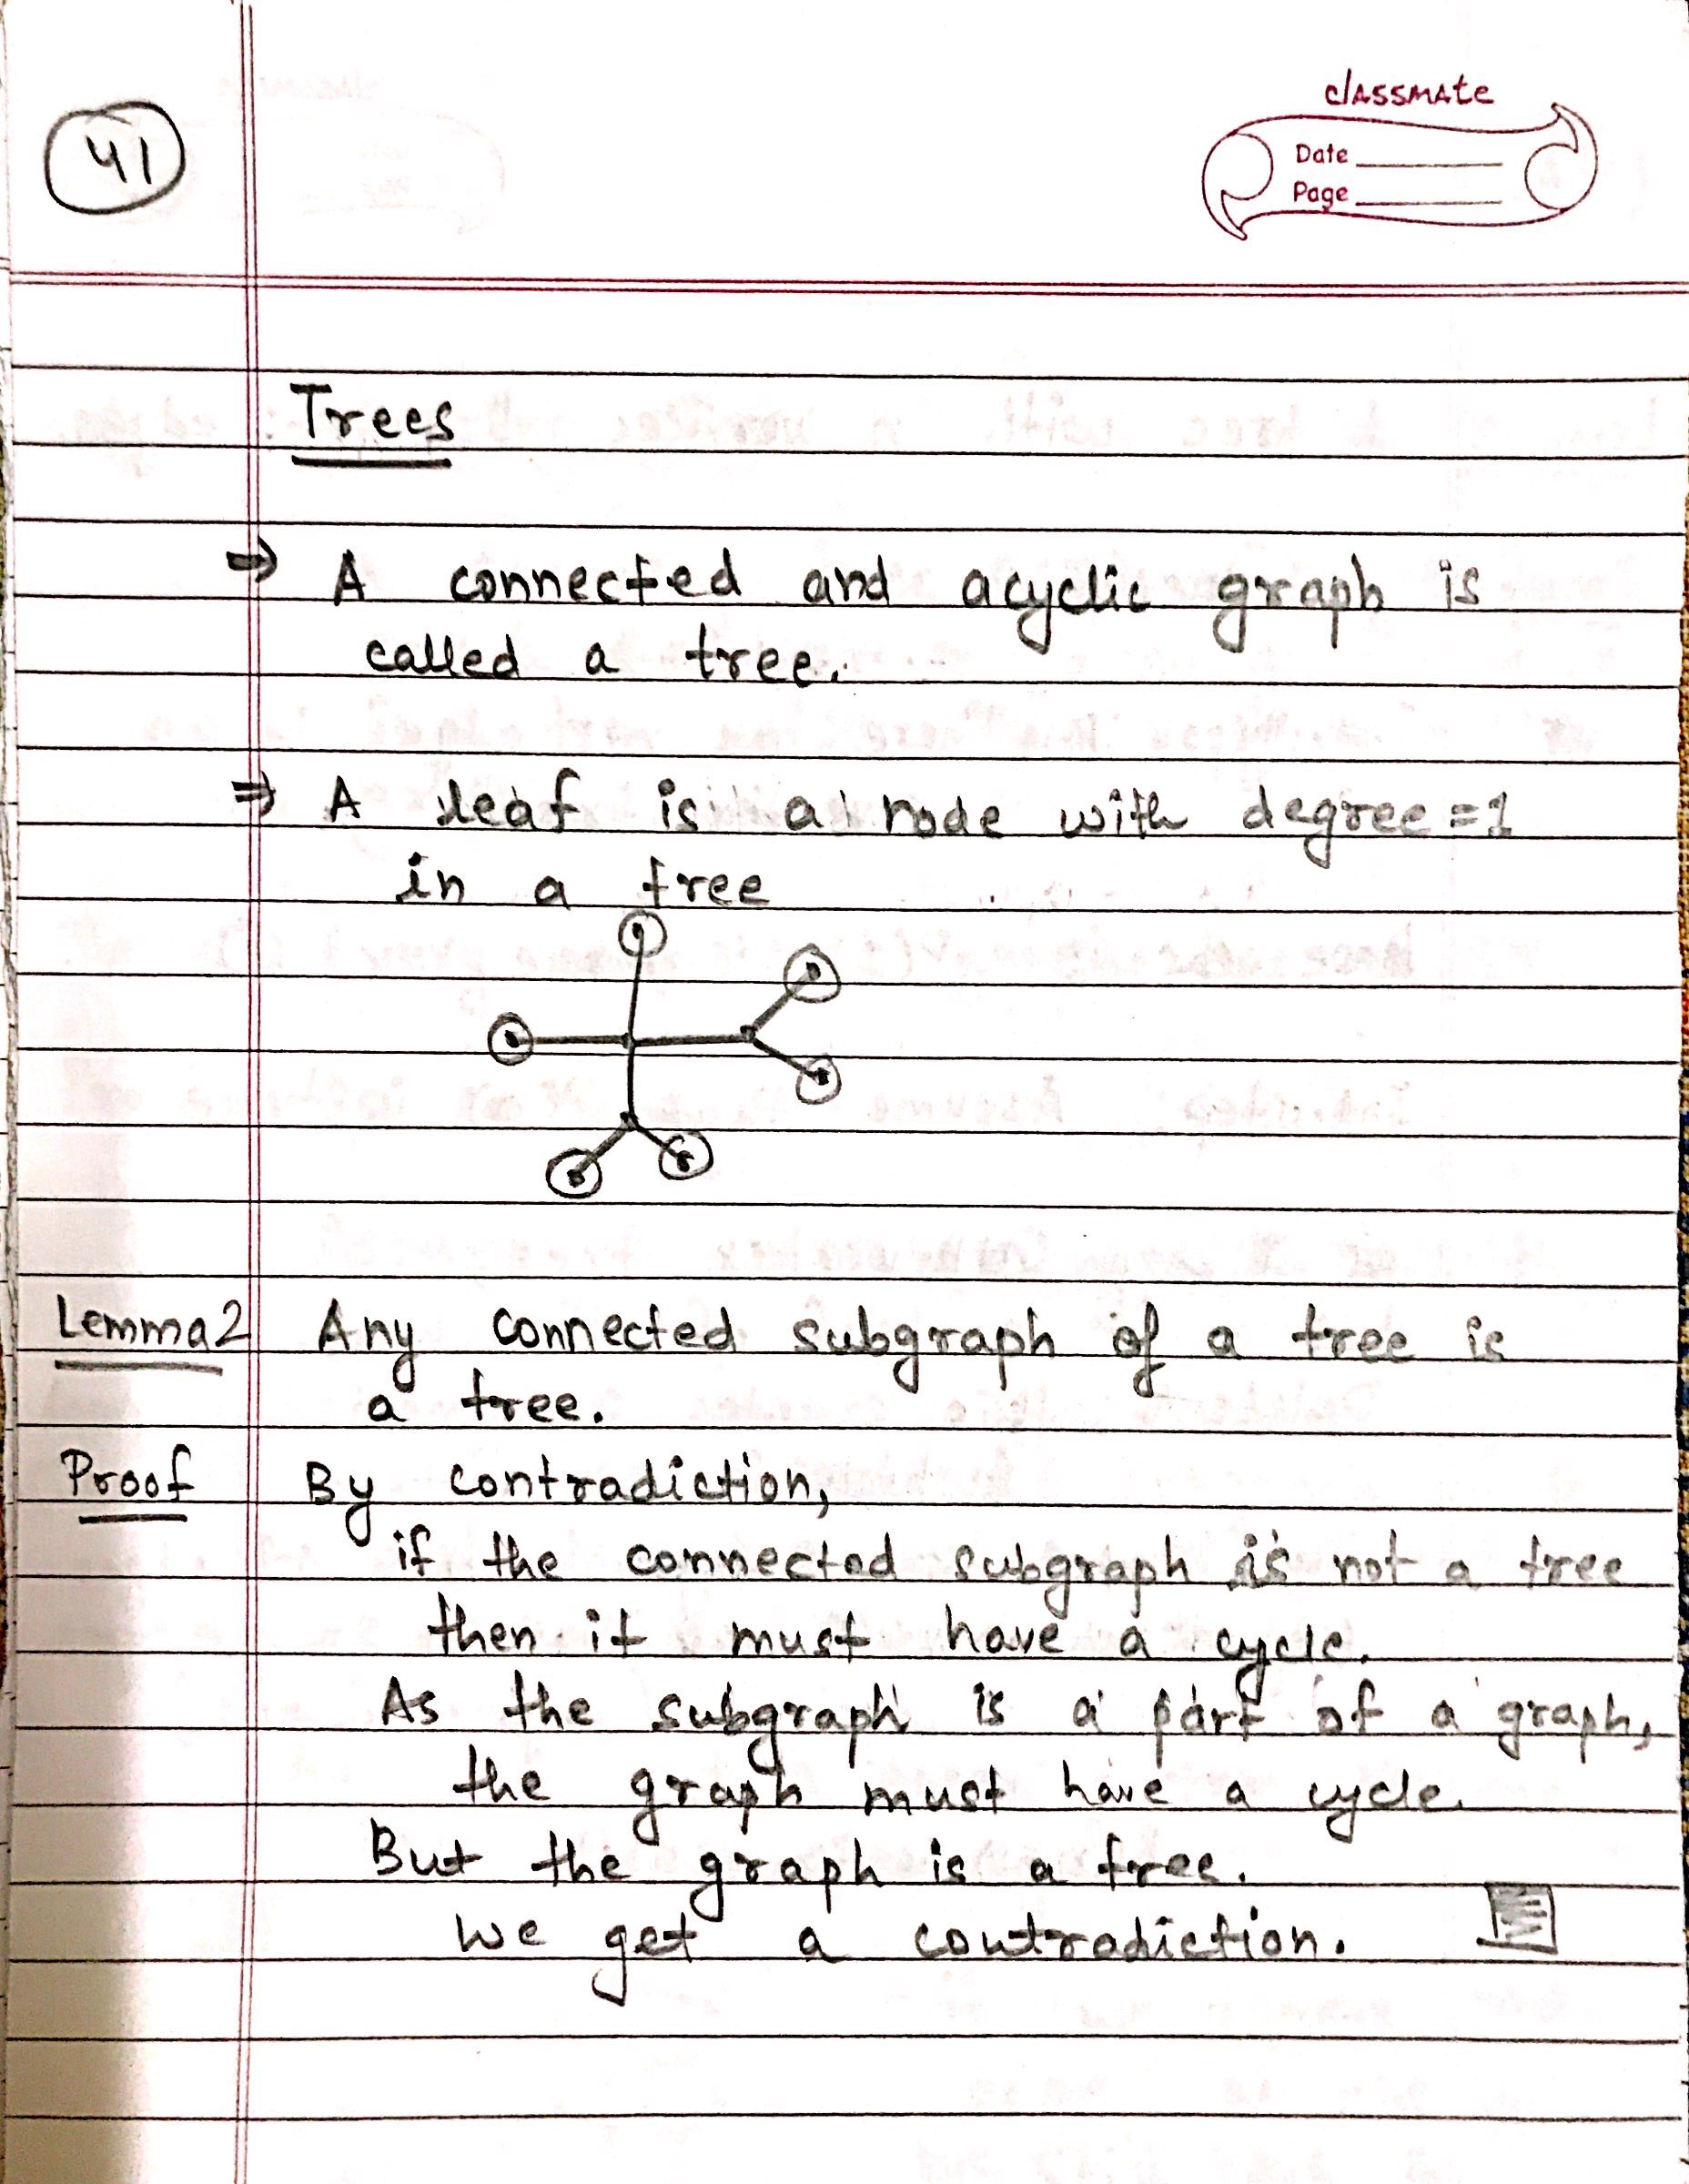 41
classmate
Date
Page
Trees
⇒ A connected and acyclic graph is
called a tree.
⇒ A leaf is a node with degree = 1
in a tree
Lemma 2 Any connected subgraph of a tree is
a tree.
Proof By contradiction,
if the connected subgraph is not a tree
then it must have a cycle.
As the subgraph is a part of a graph,
the graph must have a cycle.
But the graph is a tree.
We get a contradiction.